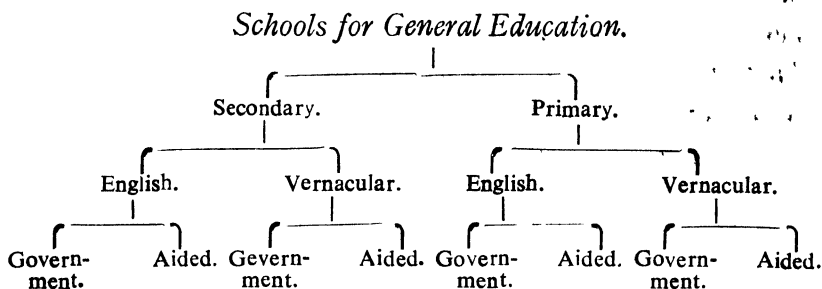 Schools for General Education.
Secondary. Primary.
English. Vernacular. English. Vernacular.
Govern- Aided. Gevern- Aided. Govern- Aided. Govern- Aided.
ment. ment. ment. ment.